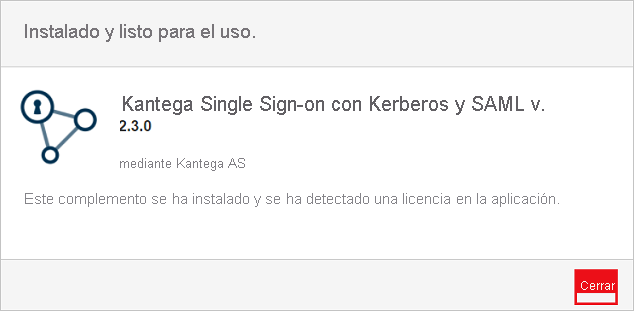 Instalado y listo para el uso.
Kantega Single Sign-on con Kerberos y SAML v.
2.3.0
mediante Kantega AS
Este complemento se ha instalado y se ha detectado una licencia en la aplicación.
Cerrar